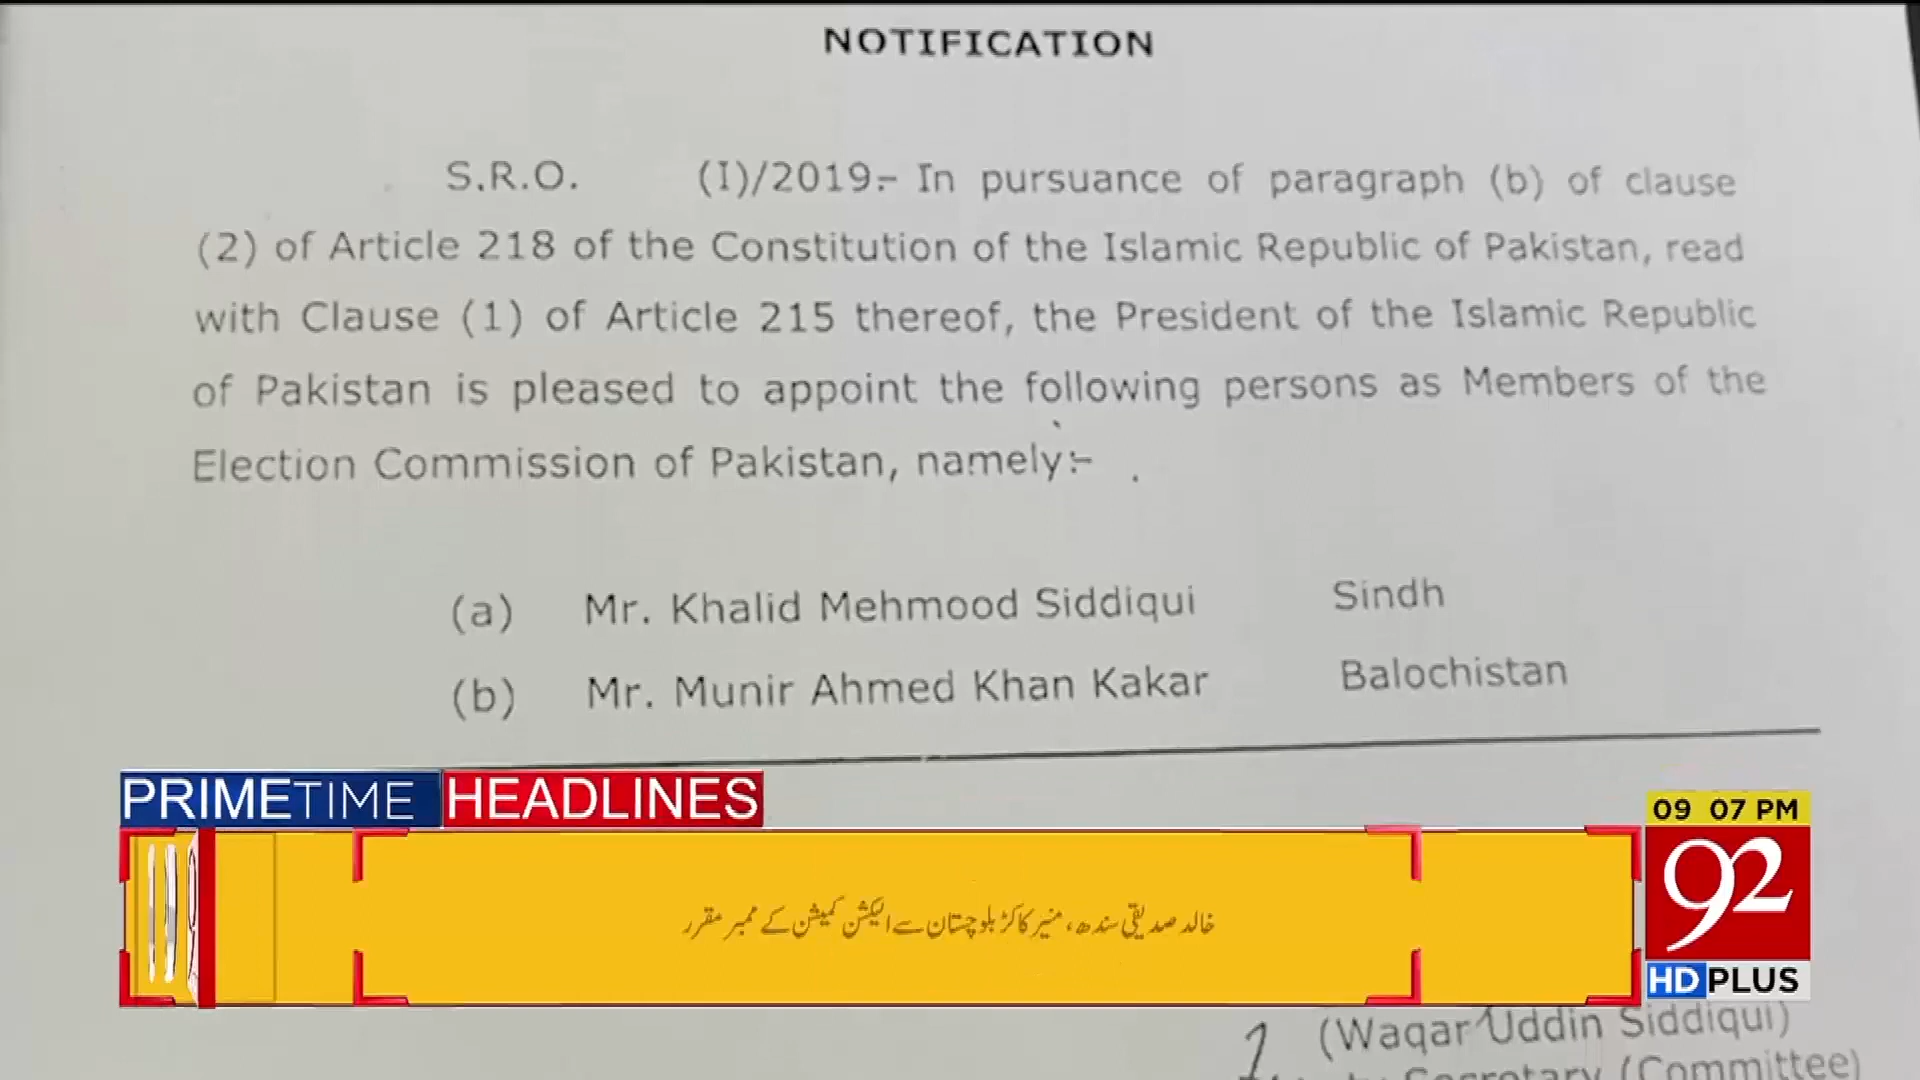 NOTIFICATION
S.R.O. (I)/2019:- In pursuance of paragraph (b) of clause
(2) of Article 218 of the Constitution of the Islamic Republic of Pakistan, read
with Clause (1) of Article 215 thereof, the President of the Islamic Republic
of Pakistan is pleased to appoint the following persons as Members of the
Election Commission of Pakistan, namely:-
(a) Mr. Khalid Mehmood Siddiqui Sindh
(b) Mr. Munir Ahmed Khan Kakar Balochistan
PRIMETIME HEADLINES
09 07 PM
92
HD PLUS
خالد صدیقی سندھ، منیر کاکڑ بلوچستان سے الیکشن کمیشن کے ممبر مقرر
(Waqar Uddin Siddiqui)
Secretary (Committee)